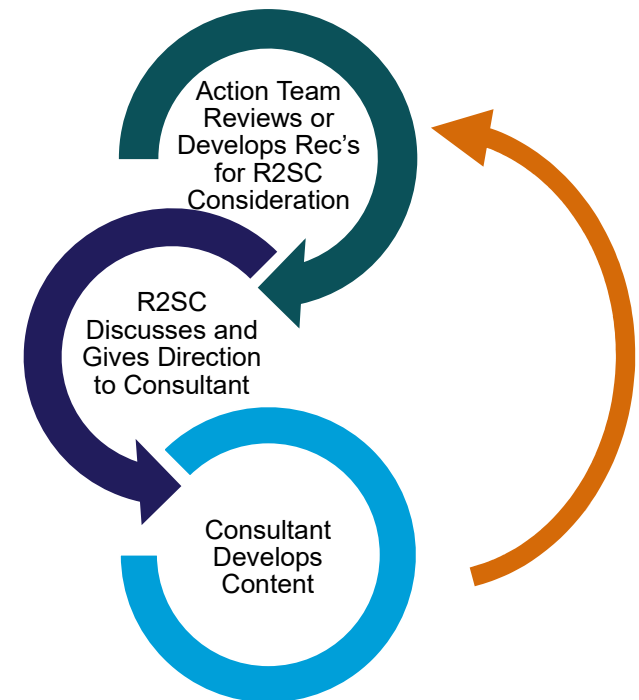 Action Team
Reviews or
Develops Rec’s
for R2SC
Consideration
R2SC
Discusses and
Gives Direction
to Consultant
Consultant
Develops
Content